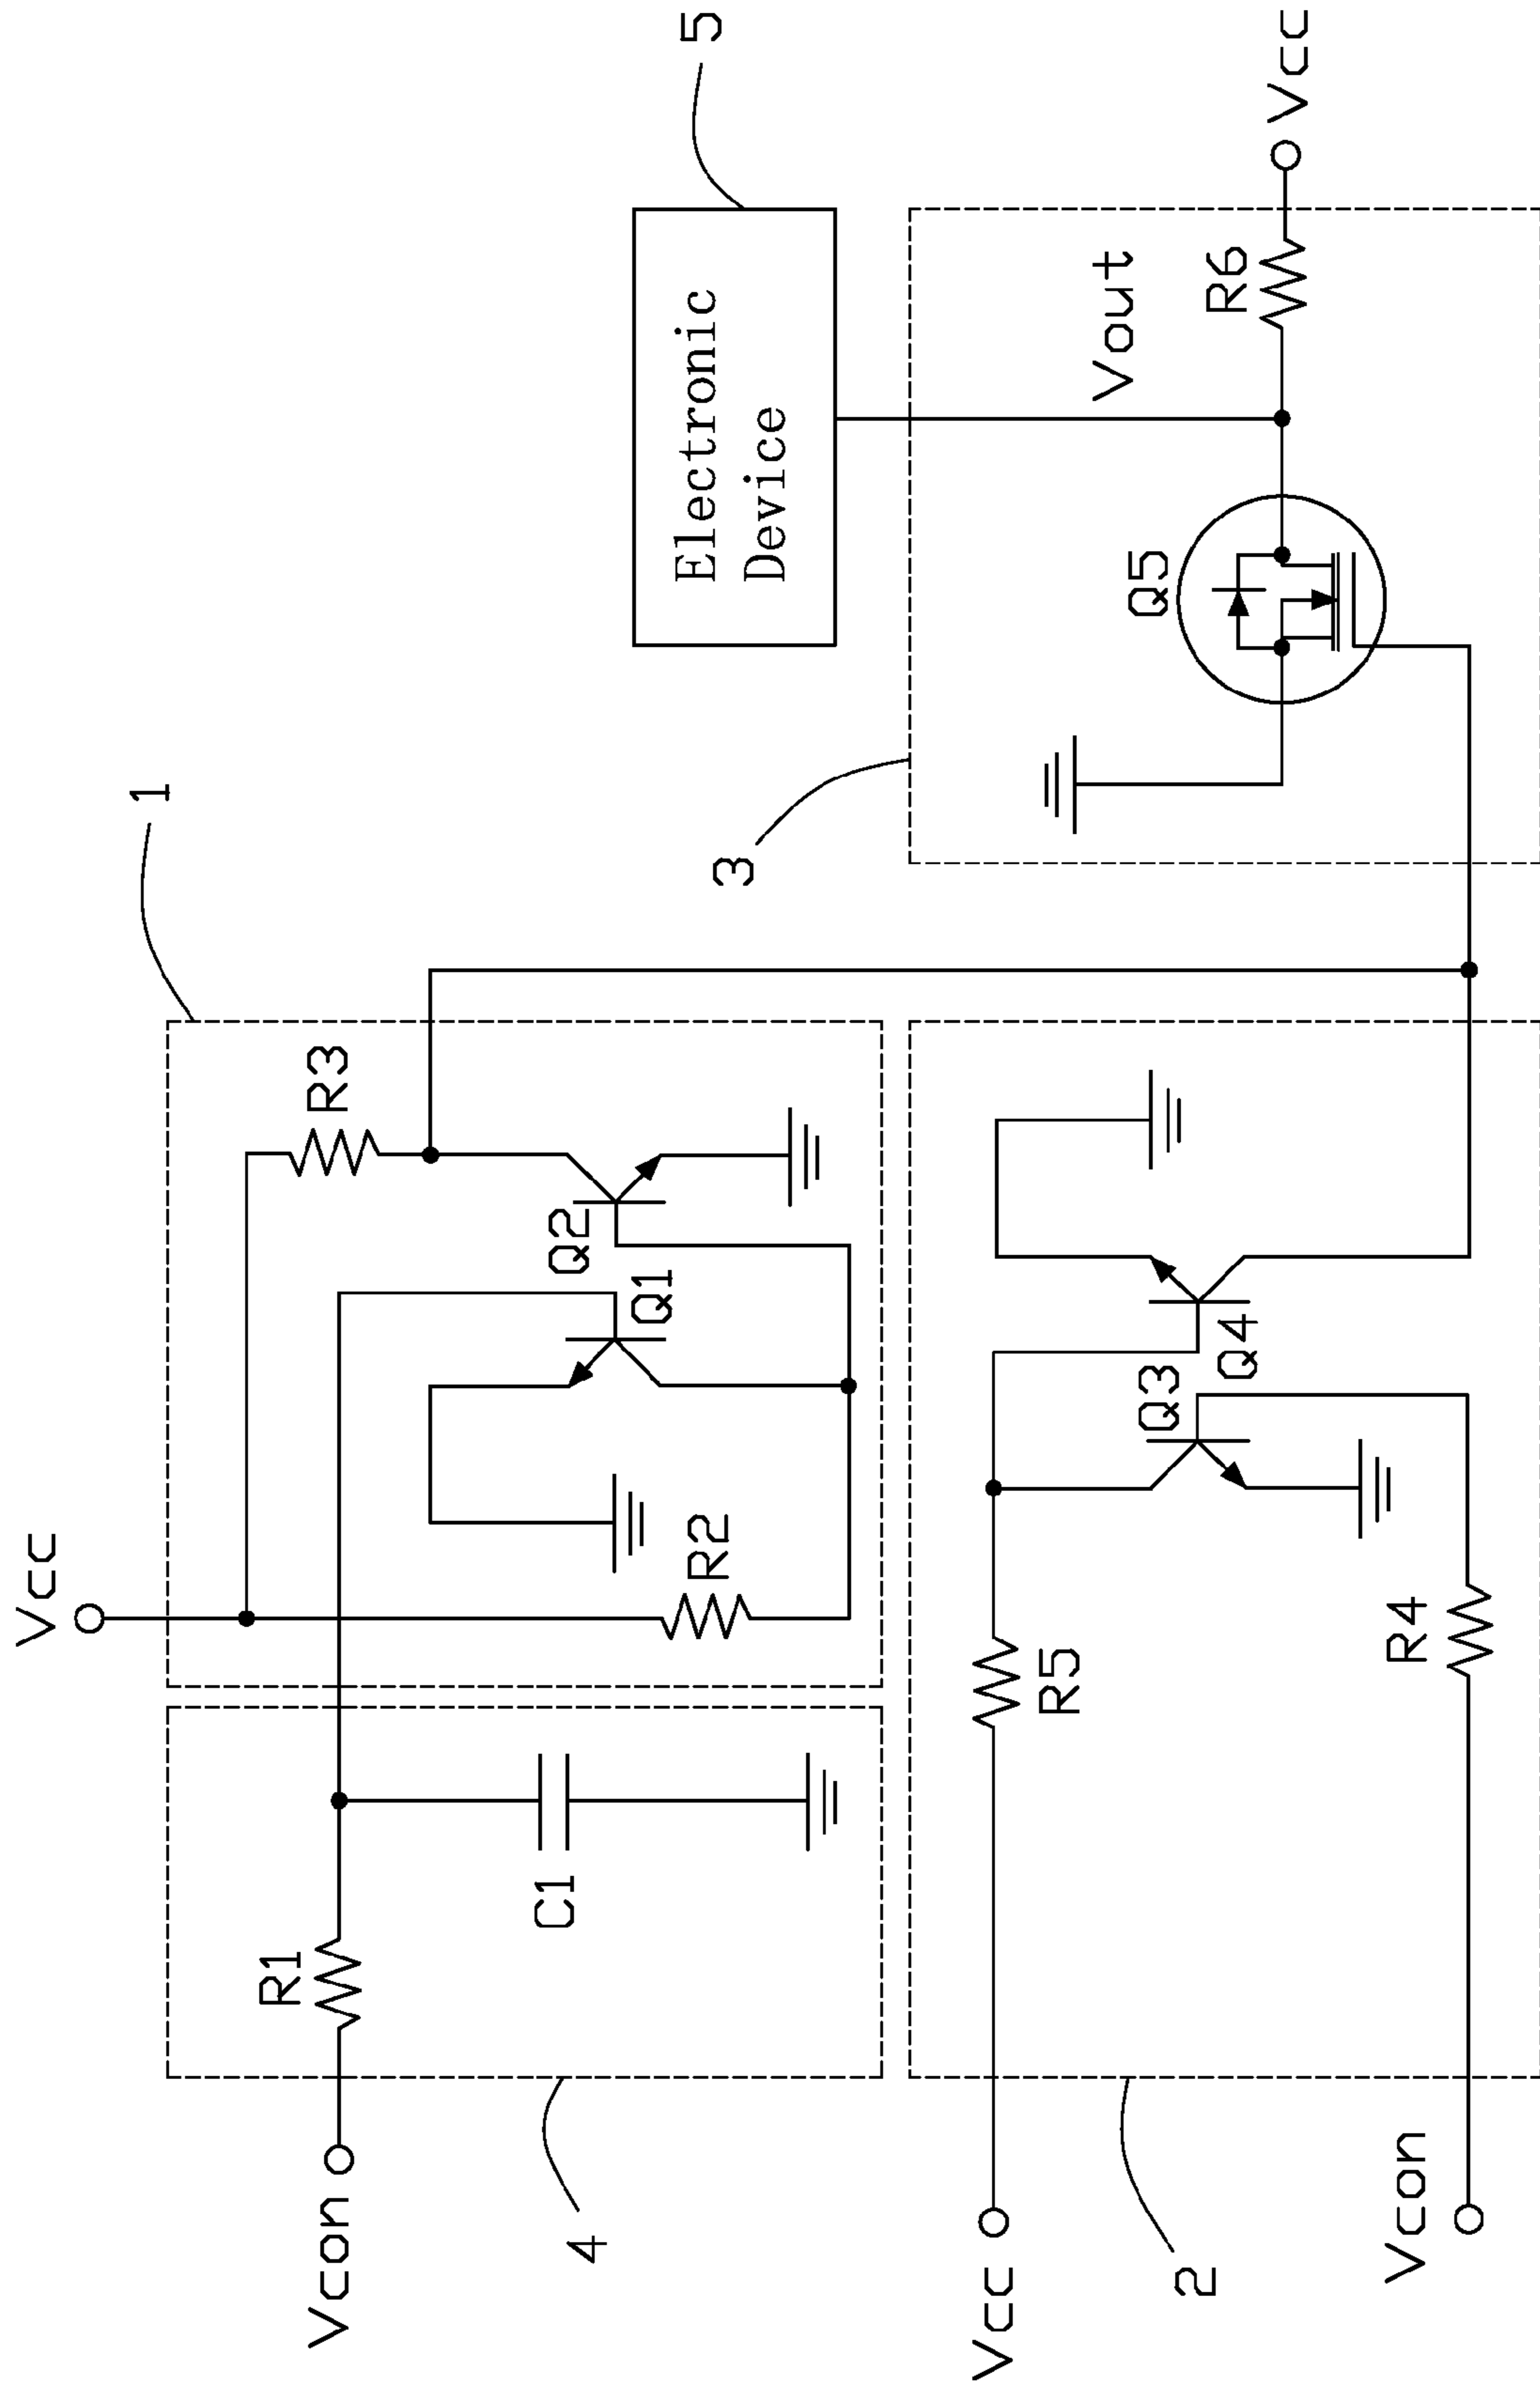 Vcc
1
R3
Vcon
R1
Q2
Q1
C1
R2
4
Electronic
Device
5
3
Vcc
R5
Q3
Q4
2
R4
Vcon
Vout
Q5
R6
Vcc